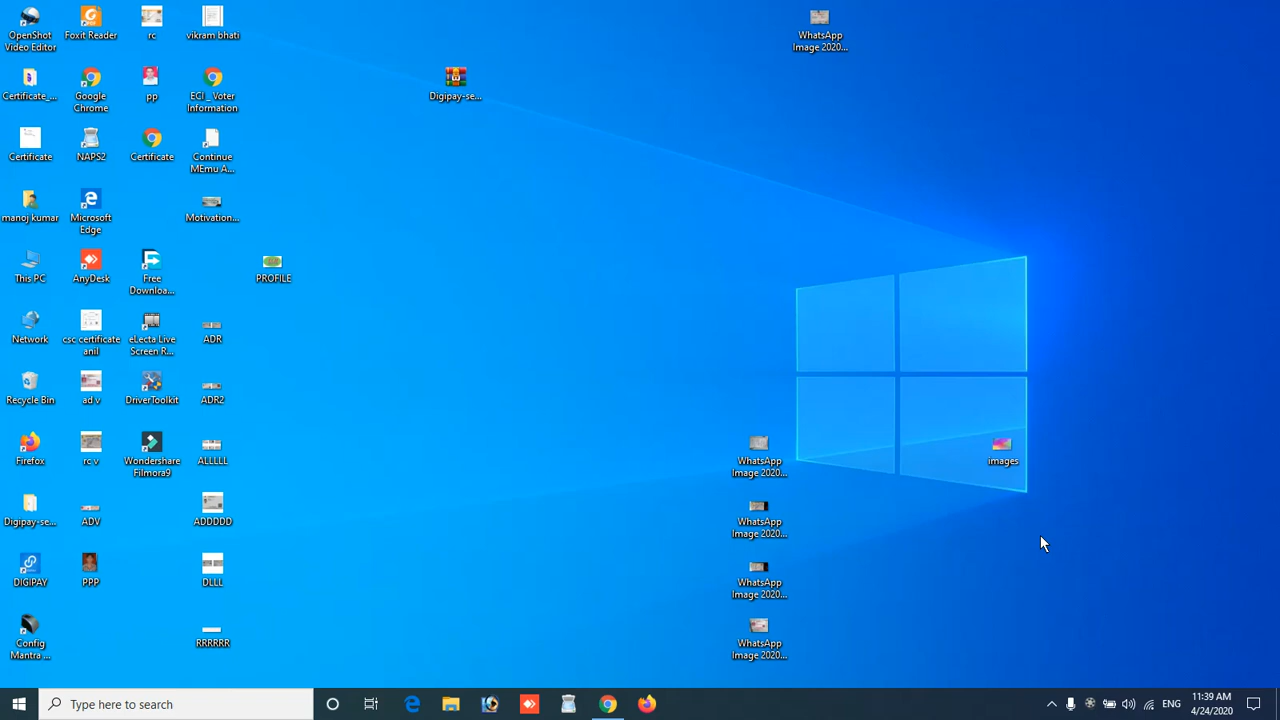 OpenShot
Video Editor
Foxit Reader
rc
vikram bhati
WhatsApp
Image 2020...
Certificate_...
Google
Chrome
pp
ECI _ Voter
Information
Digipay-se...
Certificate
NAPS2
Certificate
Continue
MEmu A...
manoj kumar
Microsoft
Edge
Motivation...
This PC
AnyDesk
Free
Downloa...
PROFILE
Network
csc certificate
anil
eLecta Live
Screen R...
ADR
Recycle Bin
ad v
DriverToolkit
ADR2
Firefox
rc v
Wondershare
Filmora9
ALLLLL
WhatsApp
Image 2020...
images
Digipay-se...
ADV
ADDDDD
WhatsApp
Image 2020...
DIGIPAY
PPP
DLLL
WhatsApp
Image 2020...
Config
Mantra ...
RRRRRR
WhatsApp
Image 2020...
Type here to search
ENG
11:39 AM
4/24/2020